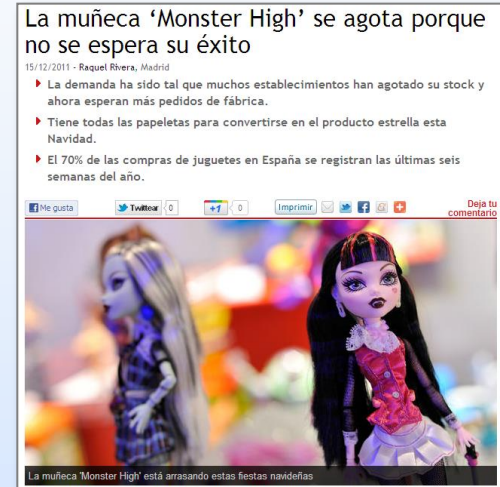 La muñeca ‘Monster High’ se agota porque
no se espera su éxito
15/12/2011 - Raquel Rivera, Madrid
La demanda ha sido tal que muchos establecimientos han agotado su stock y
ahora esperan más pedidos de fábrica.
Tiene todas las papeletas para convertirse en el producto estrella esta
Navidad.
El 70% de las compras de juguetes en España se registran las últimas seis
semanas del año.
Me gusta Twittear 0 +1 0 Imprimir Deja tu
comentario
La muñeca 'Monster High' está arrasando estas fiestas navideñas